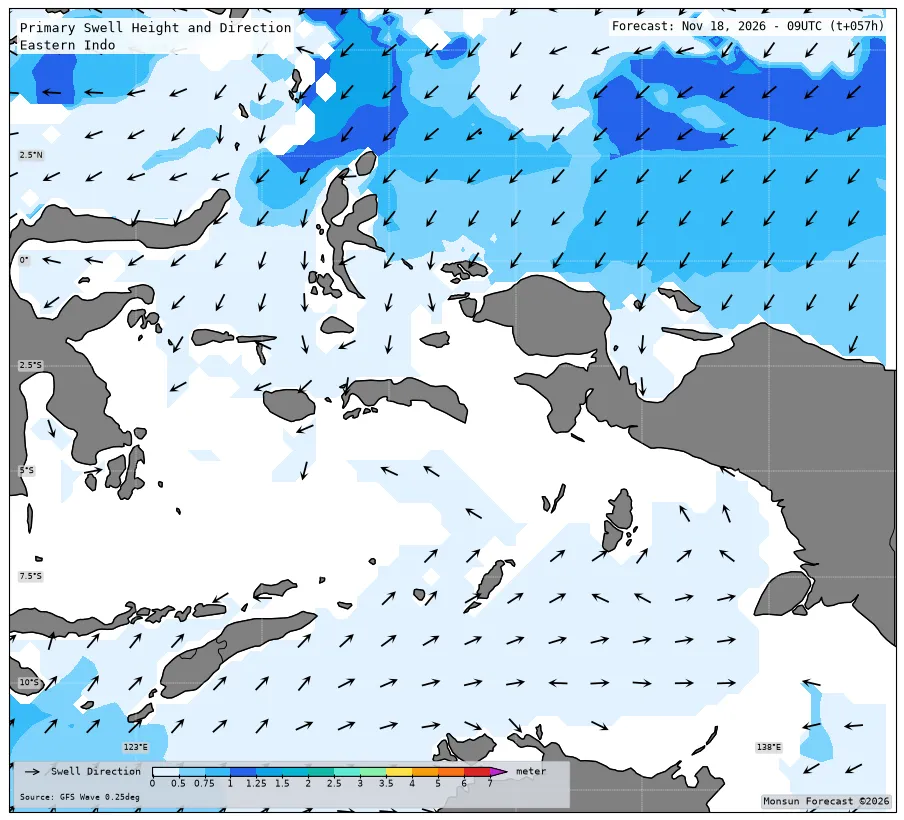 Primary Swell Height and Direction
Eastern Indo
Forecast: Nov 18, 2026 - 09UTC (t+057h)
2.5°N
0°
2.5°S
5°S
7.5°S
10°S
123°E
138°E
Swell Direction
0 0.5 0.75 1 1.25 1.5 2 2.5 3 3.5 4 5 6 7
meter
Source: GFS Wave 0.25deg
Monsun Forecast ©2026